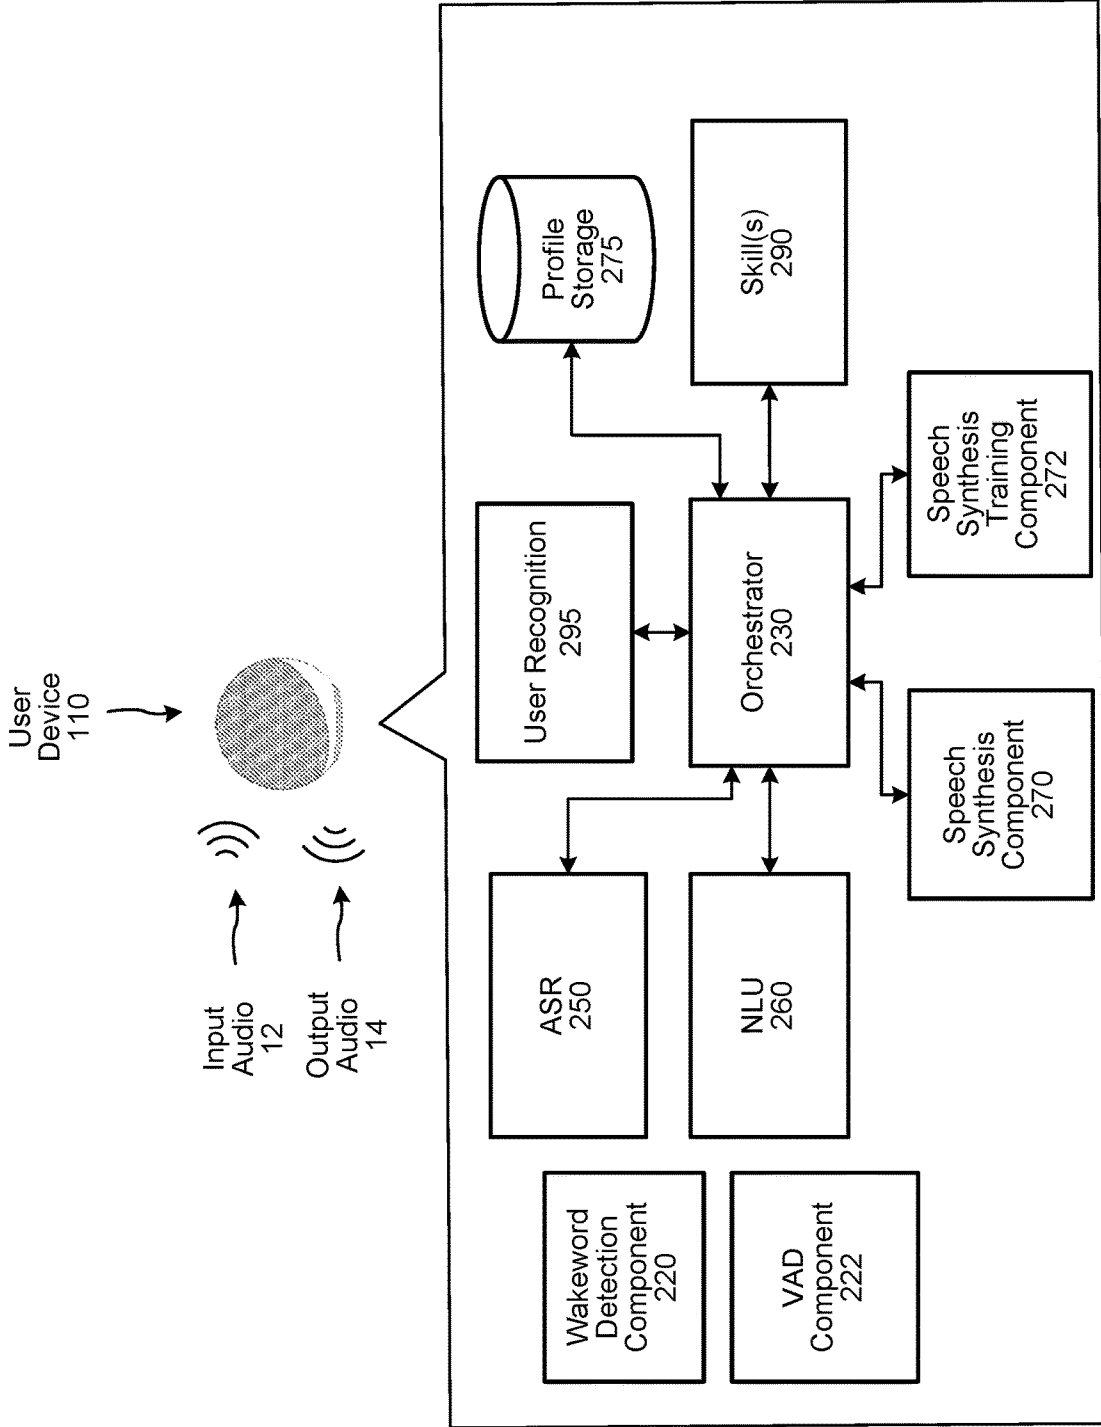 User
Device
110
Input
Audio
12
Output
Audio
14
Wakeword
Detection
Component
220
VAD
Component
222
ASR
250
NLU
260
User Recognition
295
Orchestrator
230
Profile
Storage
275
Skill(s)
290
Speech
Synthesis
Component
270
Speech
Synthesis
Training
Component
272